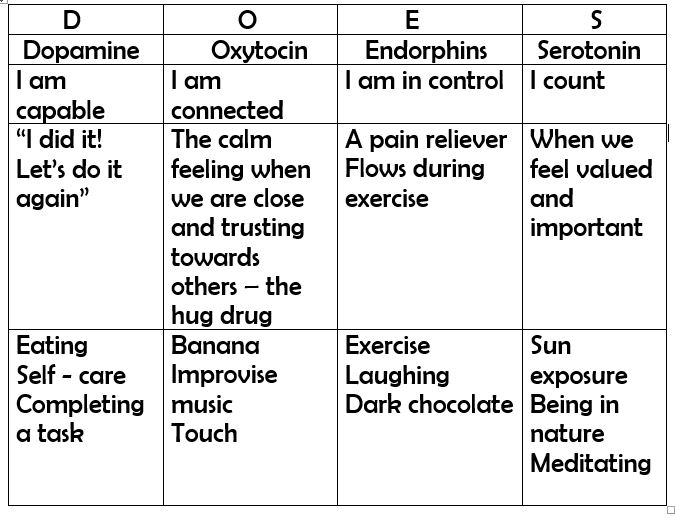 D
O
E
S
Dopamine
Oxytocin
Endorphins
Serotonin
I am
capable
I am
connected
I am in control
I count
“I did it!
Let’s do it
again”
The calm
feeling when
we are close
and trusting
towards
others – the
hug drug
A pain reliever
Flows during
exercise
When we
feel valued
and
important
Eating
Self - care
Completing
a task
Banana
Improvise
music
Touch
Exercise
Laughing
Dark chocolate
Sun
exposure
Being in
nature
Meditating